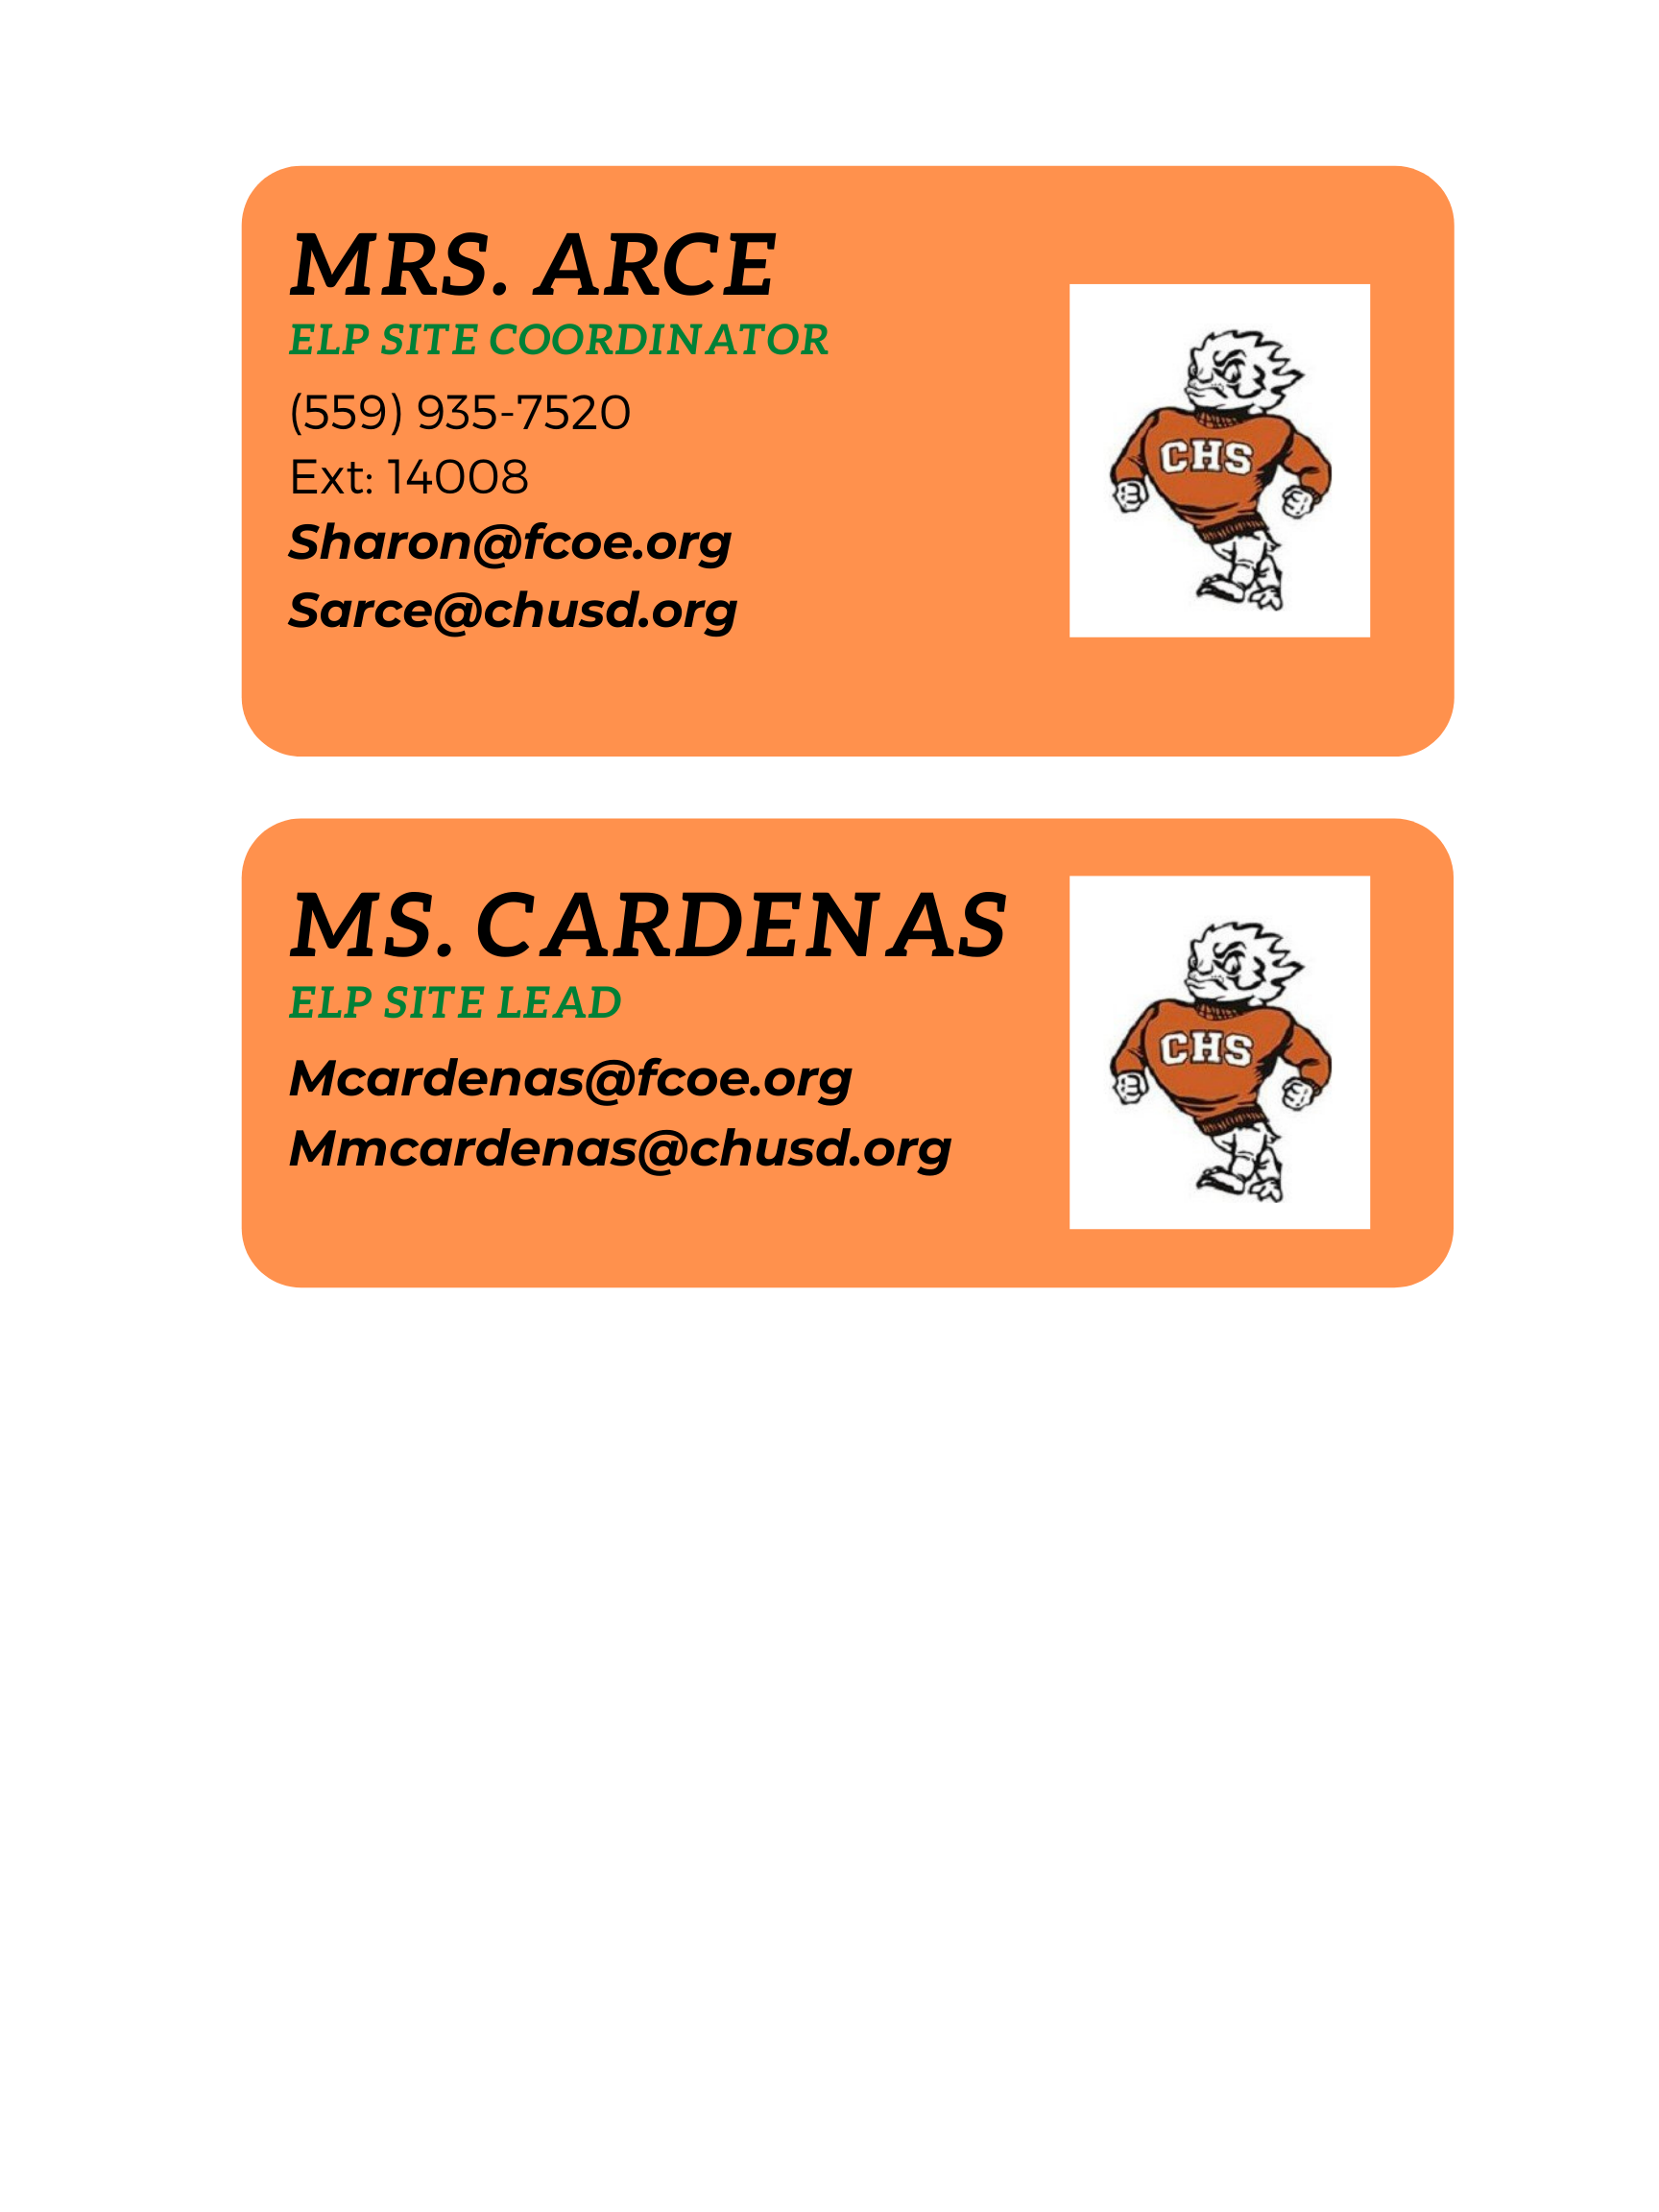 MRS. ARCE
ELP SITE COORDINATOR
(559) 935-7520
Ext: 14008
Sharon@fcoe.org
Sarce@chusd.org
CHS
MS. CARDENAS
ELP SITE LEAD
Mcardenas@fcoe.org
Mmcardenas@chusd.org
CHS